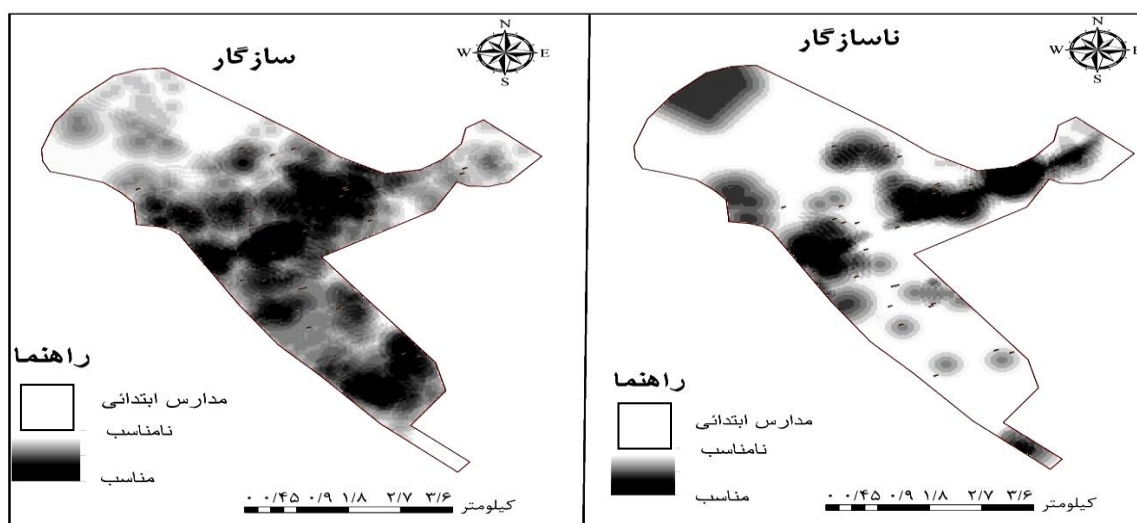 سازگار
N
W E
S
راهنما
مدارس ابتدائی
نامناسب
مناسب
۰ ۰/۴۵ ۰/۹ ۱/۸ ۲/۷ ۳/۶ کیلومتر
ناسازگار
N
W E
S
راهنما
مدارس ابتدائی
نامناسب
مناسب
۰ ۰/۴۵ ۰/۹ ۱/۸ ۲/۷ ۳/۶ کیلومتر